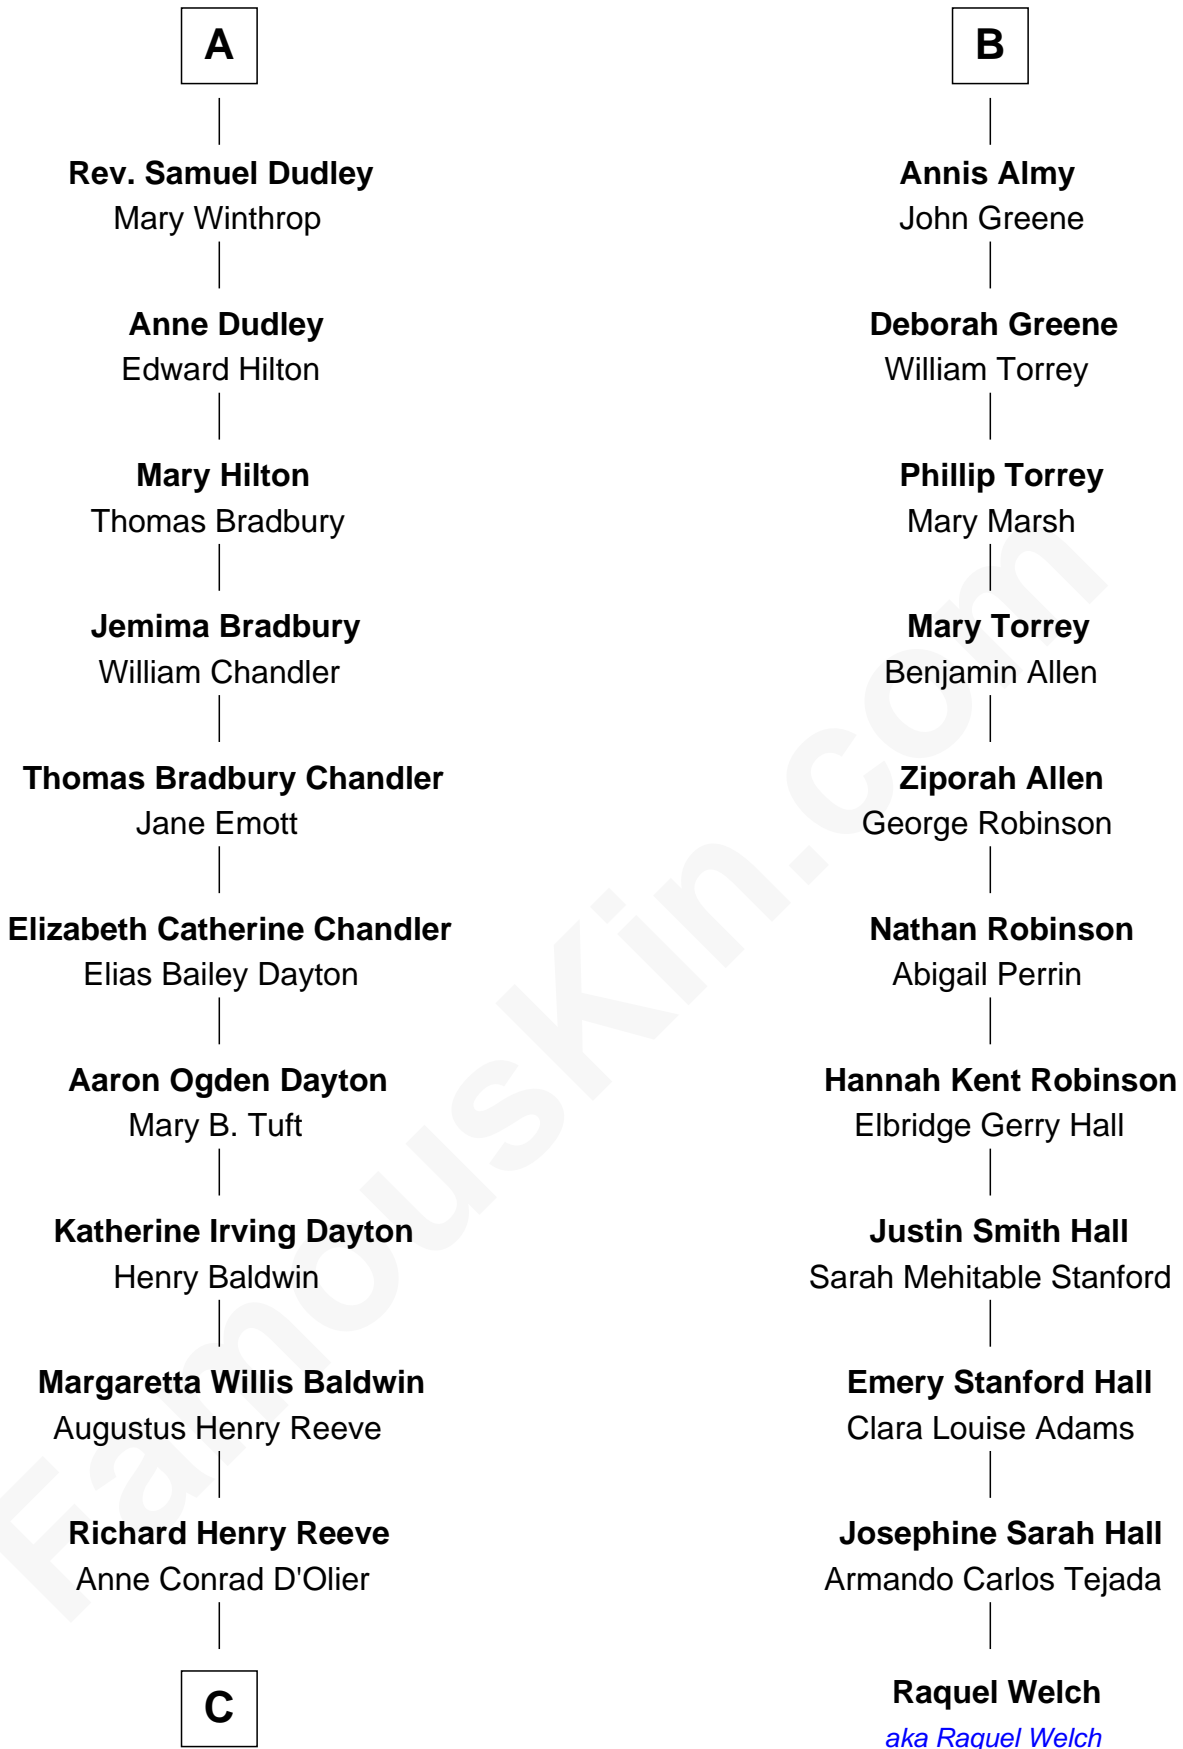 A
Rev. Samuel Dudley
Mary Winthrop
Anne Dudley
Edward Hilton
Mary Hilton
Thomas Bradbury
Jemima Bradbury
William Chandler
Thomas Bradbury Chandler
Jane Emott
Elizabeth Catherine Chandler
Elias Bailey Dayton
Aaron Ogden Dayton
Mary B. Tuft
Katherine Irving Dayton
Henry Baldwin
Margaretta Willis Baldwin
Augustus Henry Reeve
Richard Henry Reeve
Anne Conrad D'Olier
C
B
Annis Almy
John Greene
Deborah Greene
William Torrey
Phillip Torrey
Mary Marsh
Mary Torrey
Benjamin Allen
Ziporah Allen
George Robinson
Nathan Robinson
Abigail Perrin
Hannah Kent Robinson
Elbridge Gerry Hall
Justin Smith Hall
Sarah Mehitable Stanford
Emery Stanford Hall
Clara Louise Adams
Josephine Sarah Hall
Armando Carlos Tejada
Raquel Welch
aka Raquel Welch
FamousKin.com